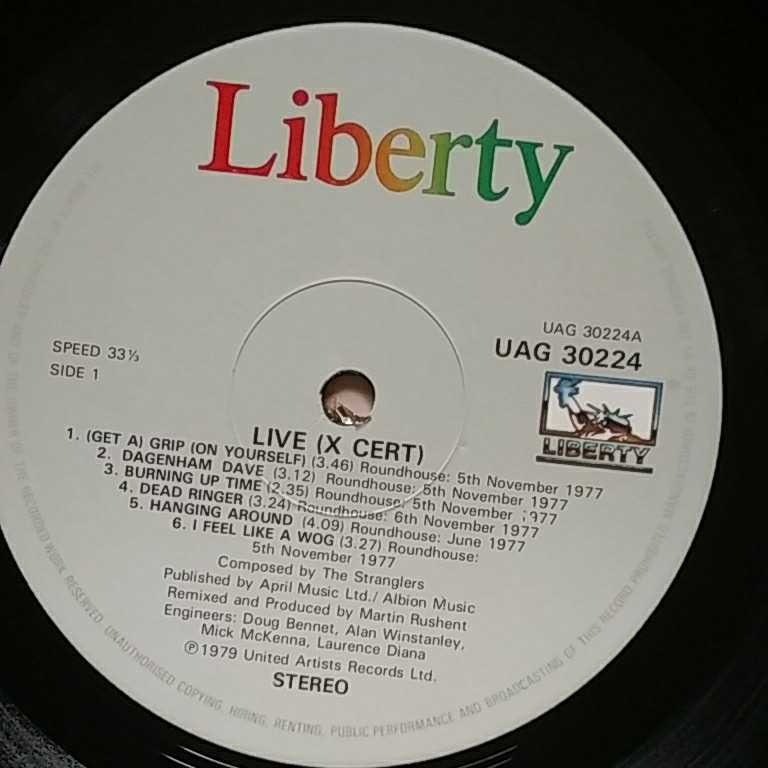 Liberty
UAG 30224A
UAG 30224
SPEED 33⅓
SIDE 1
LIBERTY
LIVE (X CERT)
1. (GET A) GRIP (ON YOURSELF) (3.46) Roundhouse: 5th November 1977
2. DAGENHAM DAVE (3.12) Roundhouse: 5th November 1977
3. BURNING UP TIME (2.35) Roundhouse: 5th November 1977
4. DEAD RINGER (3.24) Roundhouse: 6th November 1977
5. HANGING AROUND (4.09) Roundhouse: June 1977
6. I FEEL LIKE A WOG (3.27) Roundhouse:
5th November 1977
Composed by The Stranglers
Published by April Music Ltd./ Albion Music
Remixed and Produced by Martin Rushent
Engineers: Doug Bennet, Alan Winstanley,
Mick McKenna, Laurence Diana
℗1979 United Artists Records Ltd.
STEREO
OF THE RECORDED WORK RESERVED. UNAUTHORISED COPYING, HIRING, RENTING, PUBLIC PERFORMANCE AND BROADCASTING OF THIS RECORD PROHIBITED